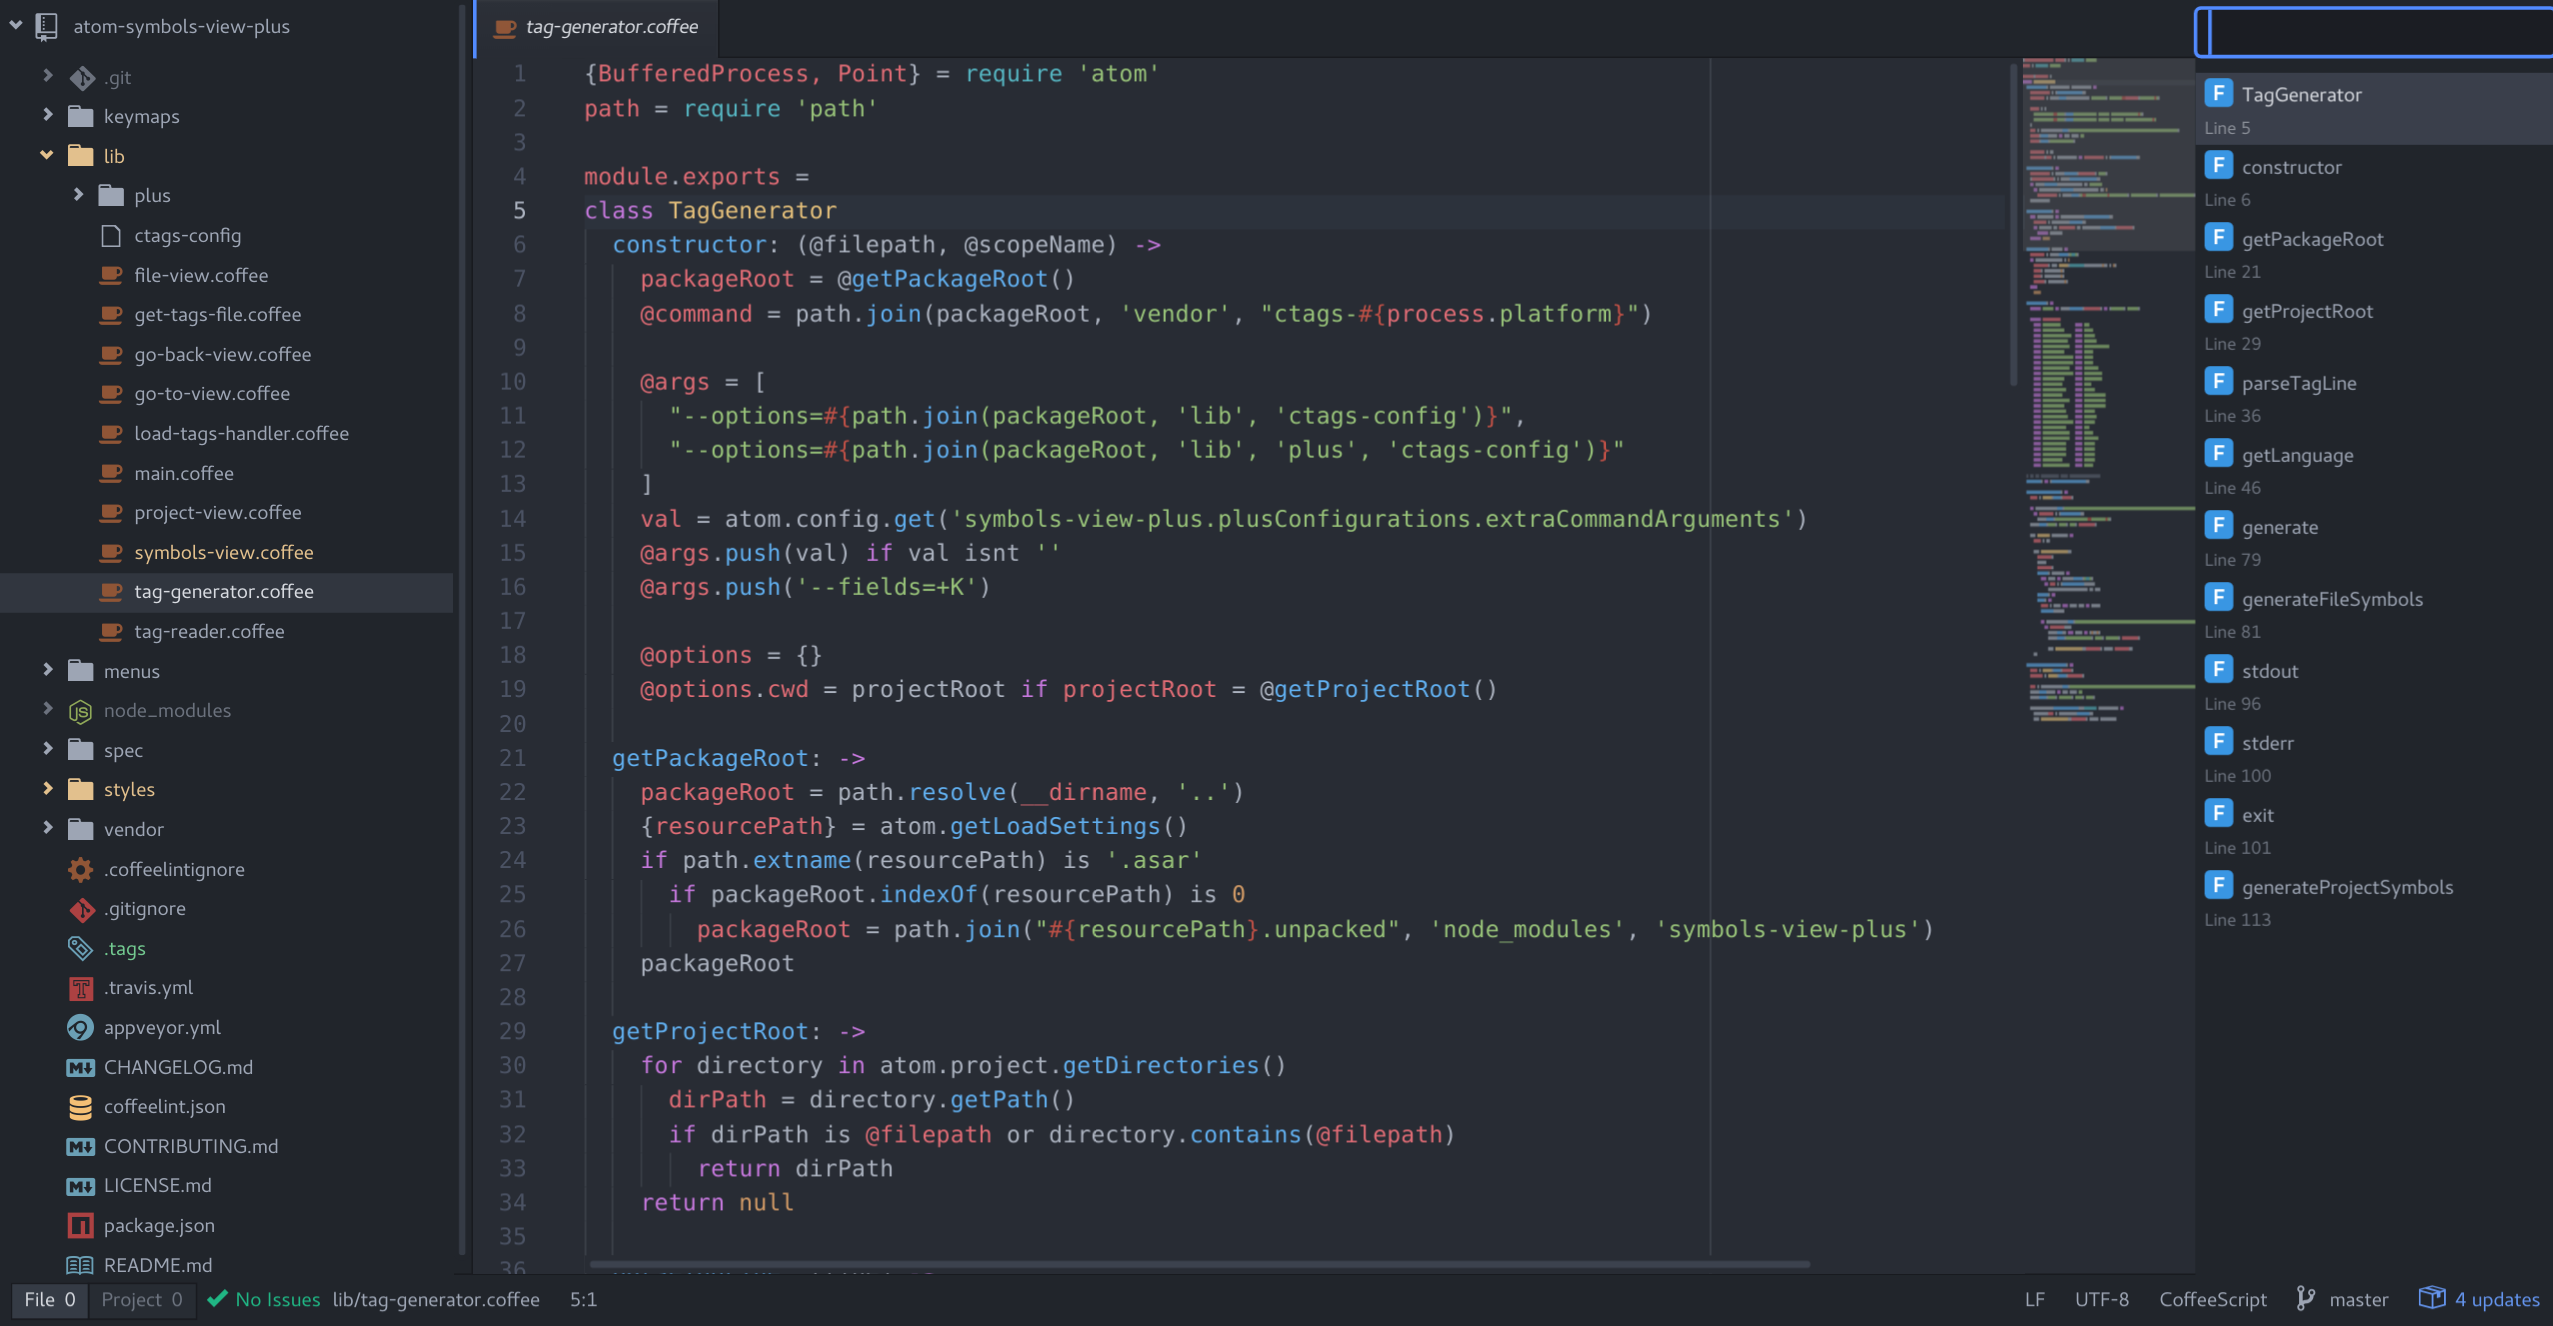 atom-symbols-view-plus
.git
keymaps
lib
plus
ctags-config
file-view.coffee
get-tags-file.coffee
go-back-view.coffee
go-to-view.coffee
load-tags-handler.coffee
main.coffee
project-view.coffee
symbols-view.coffee
tag-generator.coffee
tag-reader.coffee
menus
node_modules
spec
styles
vendor
.coffeelintignore
.gitignore
.tags
.travis.yml
appveyor.yml
CHANGELOG.md
coffeelint.json
CONTRIBUTING.md
LICENSE.md
package.json
README.md
tag-generator.coffee
1 {BufferedProcess, Point} = require 'atom'
2 path = require 'path'
3
4 module.exports =
5 class TagGenerator
6 constructor: (@filepath, @scopeName) ->
7 packageRoot = @getPackageRoot()
8 @command = path.join(packageRoot, 'vendor', "ctags-#{process.platform}")
9
10 @args = [
11 "--options=#{path.join(packageRoot, 'lib', 'ctags-config')}",
12 "--options=#{path.join(packageRoot, 'lib', 'plus', 'ctags-config')}"
13 ]
14 val = atom.config.get('symbols-view-plus.plusConfigurations.extraCommandArguments')
15 @args.push(val) if val isnt ''
16 @args.push('--fields=+K')
17
18 @options = {}
19 @options.cwd = projectRoot if projectRoot = @getProjectRoot()
20
21 getPackageRoot: ->
22 packageRoot = path.resolve(__dirname, '..')
23 {resourcePath} = atom.getLoadSettings()
24 if path.extname(resourcePath) is '.asar'
25 if packageRoot.indexOf(resourcePath) is 0
26 packageRoot = path.join("#{resourcePath}.unpacked", 'node_modules', 'symbols-view-plus')
27 packageRoot
28
29 getProjectRoot: ->
30 for directory in atom.project.getDirectories()
31 dirPath = directory.getPath()
32 if dirPath is @filepath or directory.contains(@filepath)
33 return dirPath
34 return null
35
36
F TagGenerator
Line 5
F constructor
Line 6
F getPackageRoot
Line 21
F getProjectRoot
Line 29
F parseTagLine
Line 36
F getLanguage
Line 46
F generate
Line 79
F generateFileSymbols
Line 81
F stdout
Line 96
F stderr
Line 100
F exit
Line 101
F generateProjectSymbols
Line 113
File 0 Project 0 No Issues lib/tag-generator.coffee 5:1 LF UTF-8 CoffeeScript master 4 updates